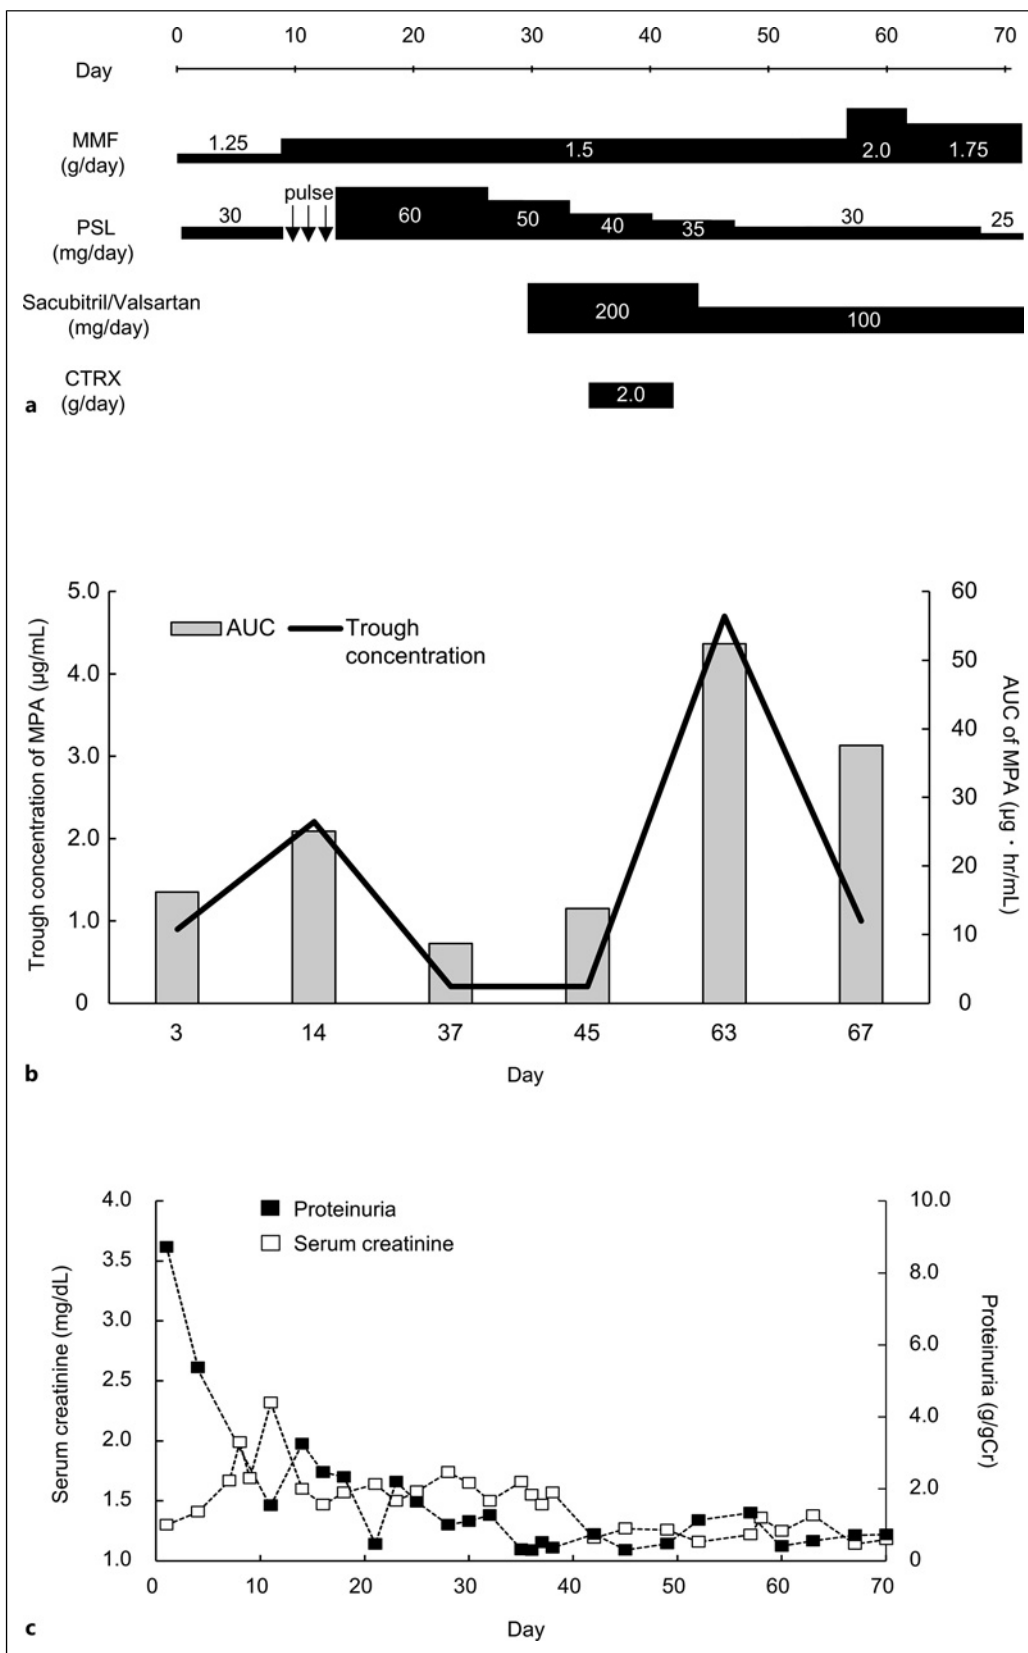 0 10 20 30 40 50 60 70
Day
MMF
(g/day)
1.25 1.5 2.0 1.75
pulse
PSL
(mg/day)
30 60 50 40 35 30 25
Sacubitril/Valsartan
(mg/day)
200 100
CTRX
(g/day)
2.0
a
5.0
4.0
3.0
2.0
1.0
0
Trough concentration of MPA (µg/mL)
AUC
Trough
concentration
60
50
40
30
20
10
0
AUC of MPA (µg・hr/mL)
3 14 37 45 63 67
Day
b
4.0
3.5
3.0
2.5
2.0
1.5
1.0
Serum creatinine (mg/dL)
Proteinuria
Serum creatinine
10.0
8.0
6.0
4.0
2.0
0
Proteinuria (g/gCr)
0 10 20 30 40 50 60 70
Day
c